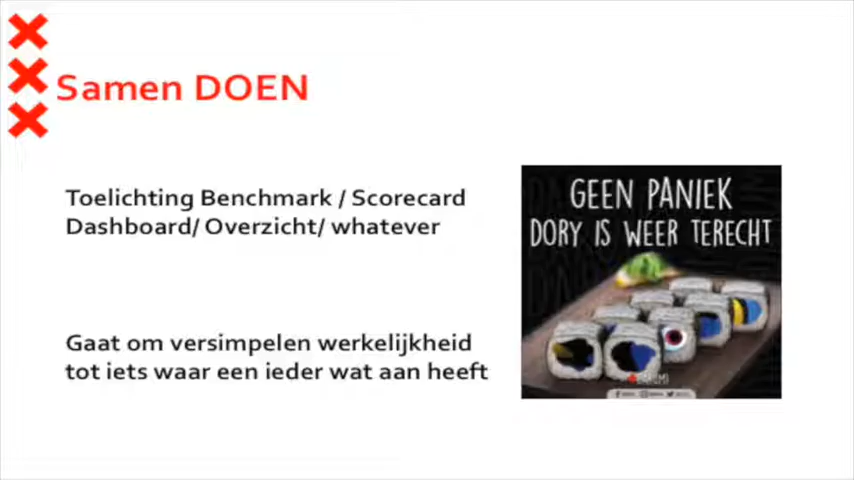 Samen DOEN
Toelichting Benchmark / Scorecard
Dashboard/ Overzicht/ whatever
Gaat om versimpelen werkelijkheid
tot iets waar een ieder wat aan heeft
GEEN PANIEK
DORY IS WEER TERECHT